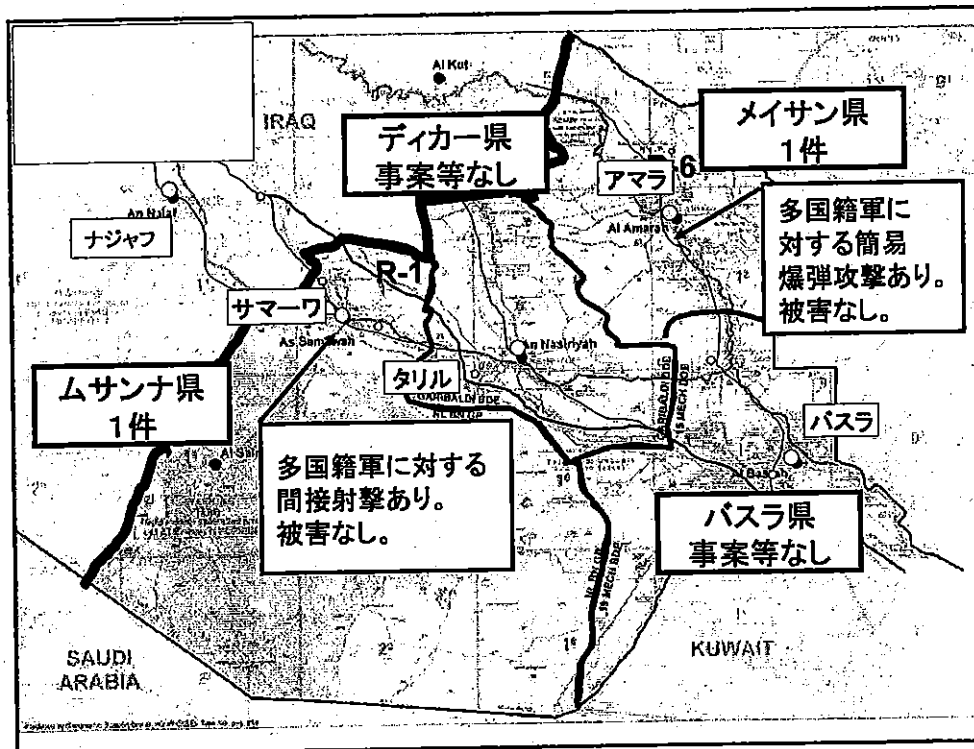 Al Kut
IRAQ
ディカー県
事案等なし
メイサン県
1件
アマラ
6
An Najaf
ナジャフ
Al Amarah
多国籍軍に
対する簡易
爆弾攻撃あり。
被害なし。
R-1
サマーワ
As Samawah
An Nasiriyah
タリル
GARIBALDI BDE
NL BN GP
ムサンナ県
1件
バスラ
多国籍軍に対する
間接射撃あり。
被害なし。
バスラ県
事案等なし
SAUDI
ARABIA
KUWAIT